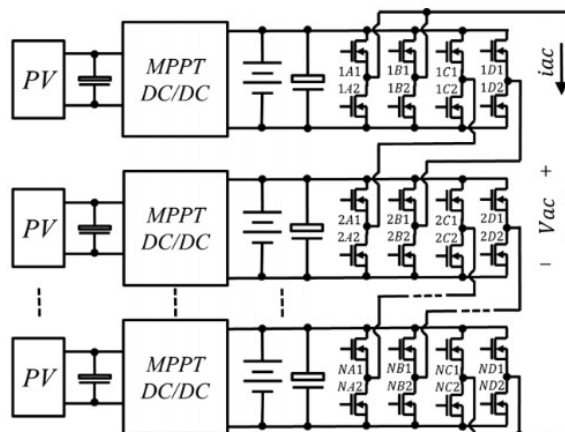 PV
MPPT
DC/DC
1A1 1B1 1C1 1D1
1A2 1B2 1C2 1D2
iac
PV
MPPT
DC/DC
2A1 2B1 2C1 2D1
2A2 2B2 2C2 2D2
+
Vac
−
PV
MPPT
DC/DC
NA1 NB1 NC1 ND1
NA2 NB2 NC2 ND2